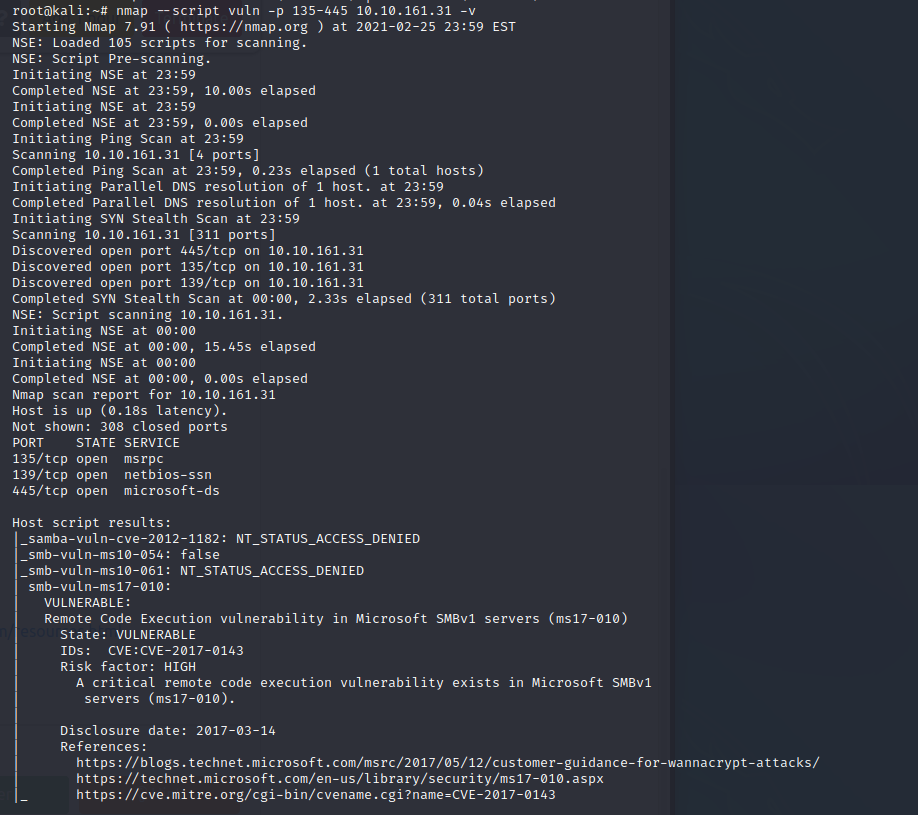 root@kali:~# nmap --script vuln -p 135-445 10.10.161.31 -v
Starting Nmap 7.91 ( https://nmap.org ) at 2021-02-25 23:59 EST
NSE: Loaded 105 scripts for scanning.
NSE: Script Pre-scanning.
Initiating NSE at 23:59
Completed NSE at 23:59, 10.00s elapsed
Initiating NSE at 23:59
Completed NSE at 23:59, 0.00s elapsed
Initiating Ping Scan at 23:59
Scanning 10.10.161.31 [4 ports]
Completed Ping Scan at 23:59, 0.23s elapsed (1 total hosts)
Initiating Parallel DNS resolution of 1 host. at 23:59
Completed Parallel DNS resolution of 1 host. at 23:59, 0.04s elapsed
Initiating SYN Stealth Scan at 23:59
Scanning 10.10.161.31 [311 ports]
Discovered open port 445/tcp on 10.10.161.31
Discovered open port 135/tcp on 10.10.161.31
Discovered open port 139/tcp on 10.10.161.31
Completed SYN Stealth Scan at 00:00, 2.33s elapsed (311 total ports)
NSE: Script scanning 10.10.161.31.
Initiating NSE at 00:00
Completed NSE at 00:00, 15.45s elapsed
Initiating NSE at 00:00
Completed NSE at 00:00, 0.00s elapsed
Nmap scan report for 10.10.161.31
Host is up (0.18s latency).
Not shown: 308 closed ports
PORT    STATE SERVICE
135/tcp open  msrpc
139/tcp open  netbios-ssn
445/tcp open  microsoft-ds

Host script results:
|_samba-vuln-cve-2012-1182: NT_STATUS_ACCESS_DENIED
|_smb-vuln-ms10-054: false
|_smb-vuln-ms10-061: NT_STATUS_ACCESS_DENIED
| smb-vuln-ms17-010:
|   VULNERABLE:
|   Remote Code Execution vulnerability in Microsoft SMBv1 servers (ms17-010)
|     State: VULNERABLE
|     IDs:  CVE:CVE-2017-0143
|     Risk factor: HIGH
|       A critical remote code execution vulnerability exists in Microsoft SMBv1
|        servers (ms17-010).
|
|     Disclosure date: 2017-03-14
|     References:
|       https://blogs.technet.microsoft.com/msrc/2017/05/12/customer-guidance-for-wannacrypt-attacks/
|       https://technet.microsoft.com/en-us/library/security/ms17-010.aspx
|_      https://cve.mitre.org/cgi-bin/cvename.cgi?name=CVE-2017-0143